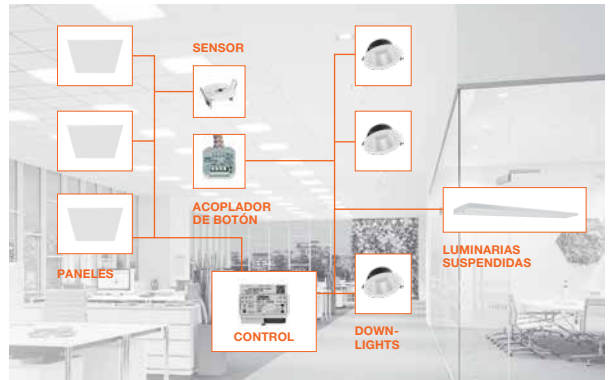 SENSOR
ACOPLADOR
DE BOTÓN
PANELES
LUMINARIAS
SUSPENDIDAS
CONTROL
DOWN-
LIGHTS